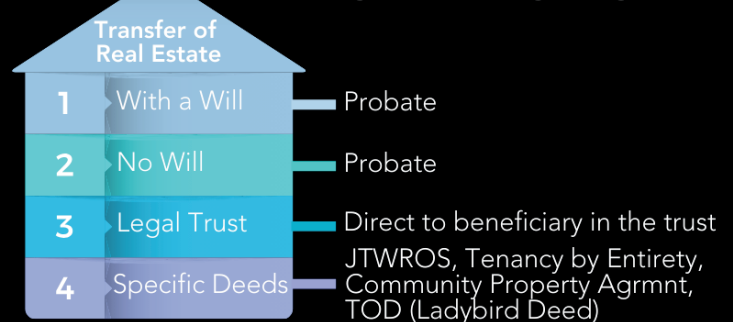 Transfer of
Real Estate
1 With a Will Probate
2 No Will Probate
3 Legal Trust Direct to beneficiary in the trust
4 Specific Deeds JTWROS, Tenancy by Entirety,
Community Property Agrmnt,
TOD (Ladybird Deed)